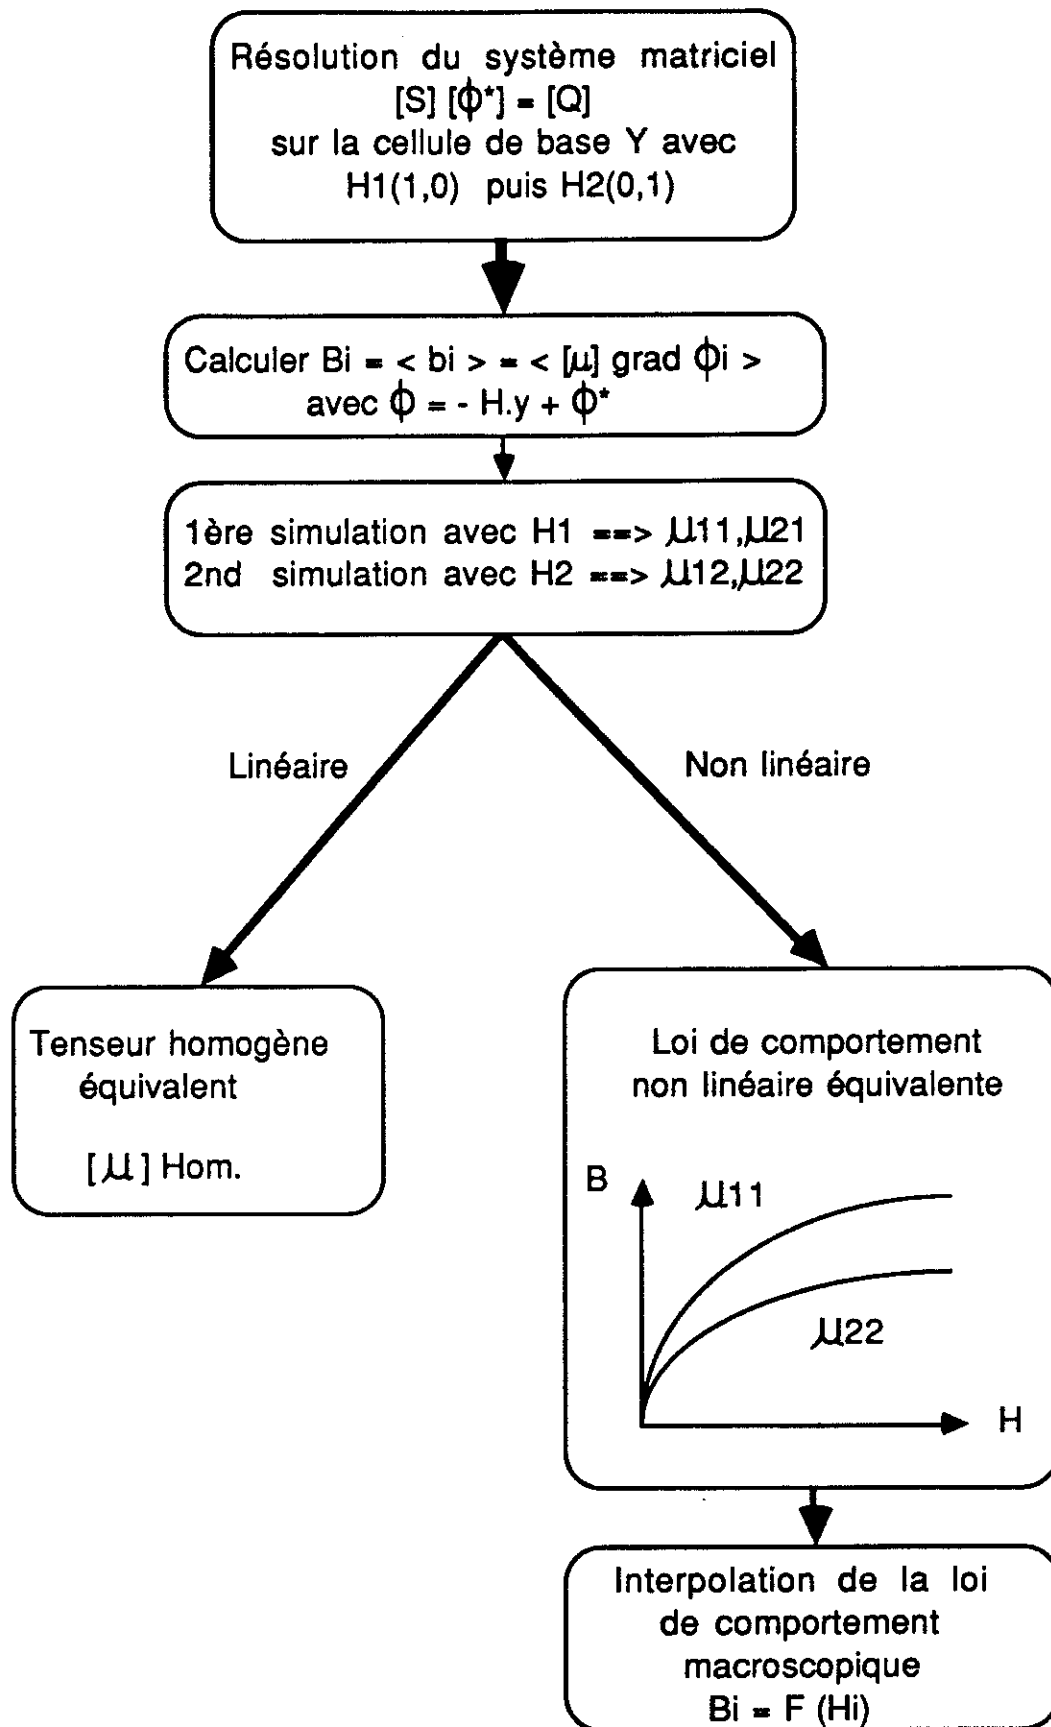 Résolution du système matriciel
[S] [ϕ*] = [Q]
sur la cellule de base Y avec
H1(1,0) puis H2(0,1)
Calculer Bi = < bi > = < [μ] grad ϕi >
avec ϕ = - H.y + ϕ*
1ère simulation avec H1 ==> μ11,μ21
2nd simulation avec H2 ==> μ12,μ22
Linéaire
Non linéaire
Tenseur homogène
équivalent
[μ] Hom.
Loi de comportement
non linéaire équivalente
B
μ11
μ22
H
Interpolation de la loi
de comportement
macroscopique
Bi = F (Hi)